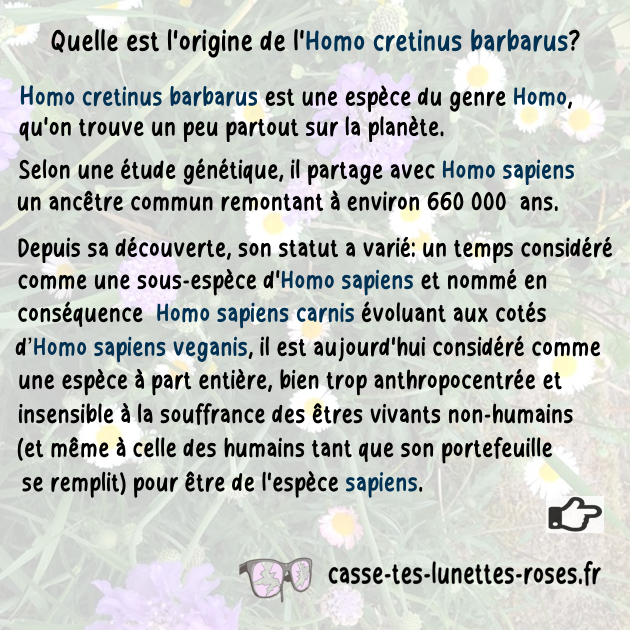 Quelle est l'origine de l'Homo cretinus barbarus?
Homo cretinus barbarus est une espèce du genre Homo,
qu'on trouve un peu partout sur la planète.
Selon une étude génétique, il partage avec Homo sapiens
un ancêtre commun remontant à environ 660 000 ans.
Depuis sa découverte, son statut a varié: un temps considéré
comme une sous-espèce d'Homo sapiens et nommé en
conséquence Homo sapiens carnis évoluant aux cotés
d'Homo sapiens veganis, il est aujourd'hui considéré comme
une espèce à part entière, bien trop anthropocentrée et
insensible à la souffrance des êtres vivants non-humains
(et même à celle des humains tant que son portefeuille
se remplit) pour être de l'espèce sapiens.
casse-tes-lunettes-roses.fr